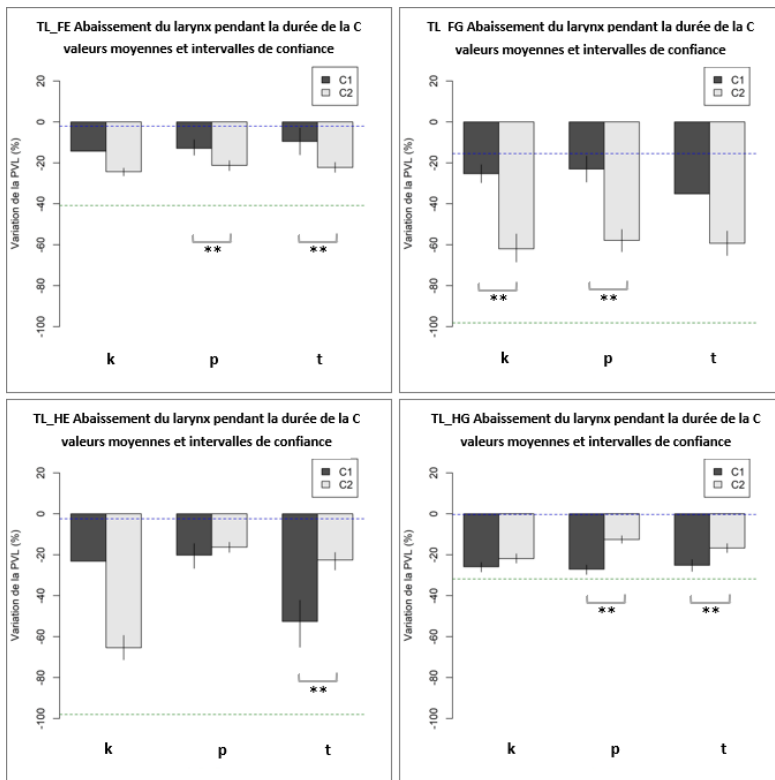 TL_FE Abaissement du larynx pendant la durée de la C
valeurs moyennes et intervalles de confiance
C1
C2
Variation de la PVL (%)
20
0
-20
-40
-60
-80
-100
**
**
k p t
TL_FG Abaissement du larynx pendant la durée de la C
valeurs moyennes et intervalles de confiance
C1
C2
Variation de la PVL (%)
20
0
-20
-40
-60
-80
-100
**
**
k p t
TL_HE Abaissement du larynx pendant la durée de la C
valeurs moyennes et intervalles de confiance
C1
C2
Variation de la PVL (%)
20
0
-20
-40
-60
-80
-100
**
k p t
TL_HG Abaissement du larynx pendant la durée de la C
valeurs moyennes et intervalles de confiance
C1
C2
Variation de la PVL (%)
20
0
-20
-40
-60
-80
-100
**
**
k p t